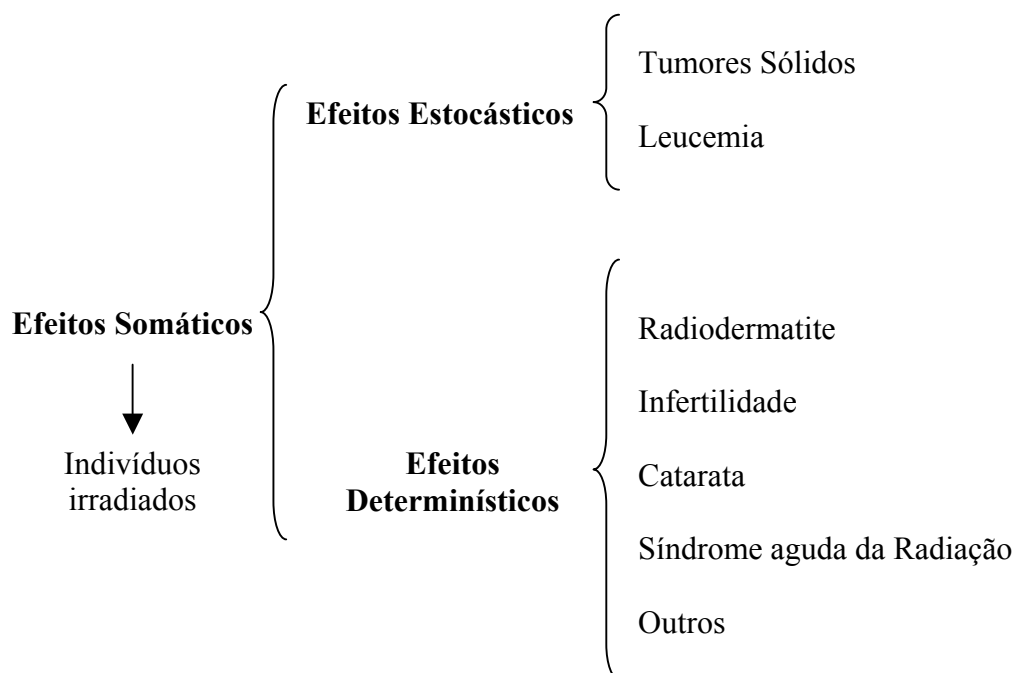 Efeitos Somáticos
Indivíduos
irradiados
Efeitos Estocásticos
Tumores Sólidos
Leucemia
Efeitos
Determinísticos
Radiodermatite
Infertilidade
Catarata
Síndrome aguda da Radiação
Outros